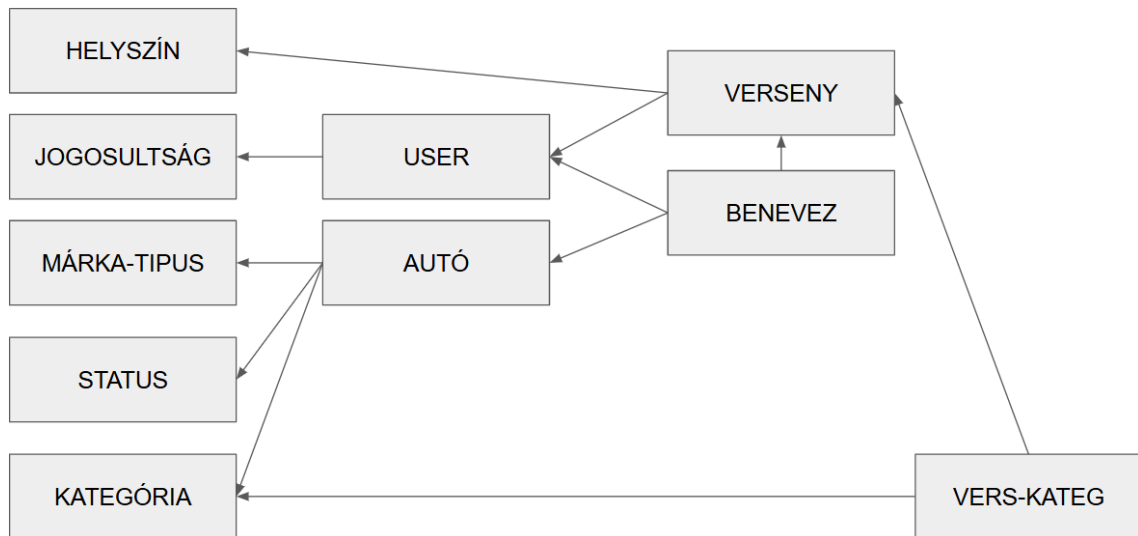 HELYSZÍN
VERSENY
JOGOSULTSÁG
USER
BENEVEZ
MÁRKA-TIPUS
AUTÓ
STATUS
KATEGÓRIA
VERS-KATEG